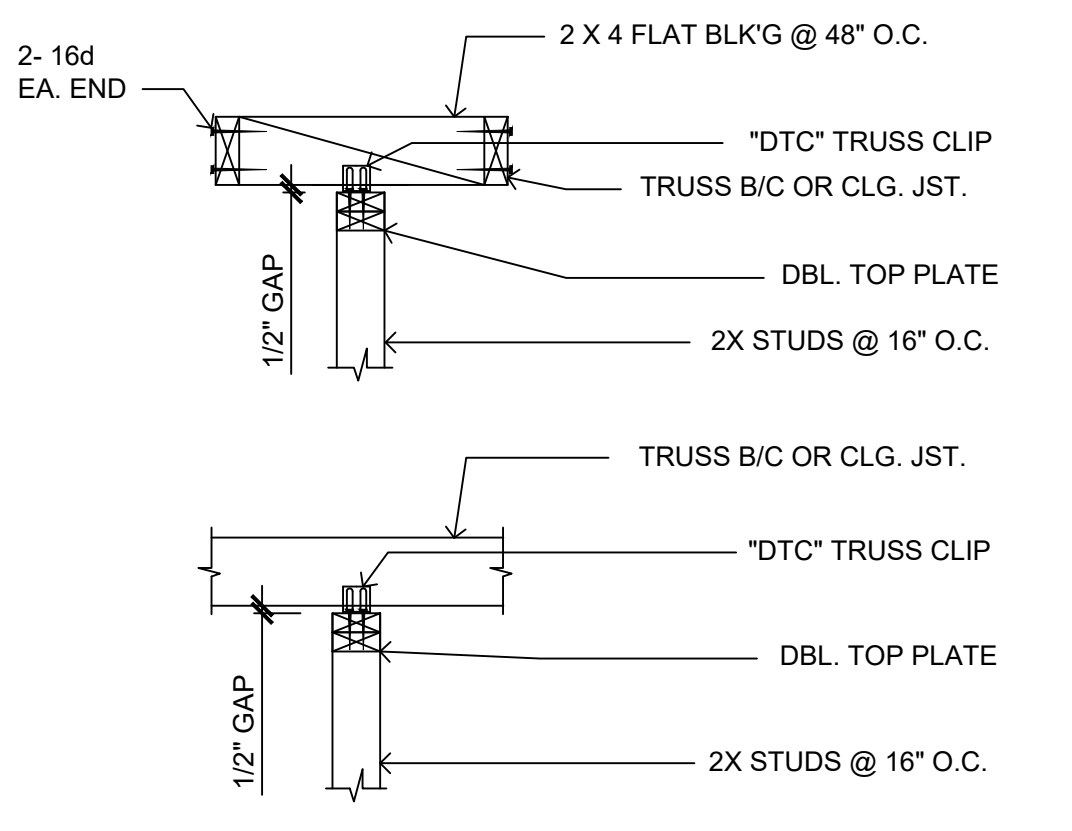 2 X 4 FLAT BLK'G @ 48" O.C.
2- 16d
EA. END
"DTC" TRUSS CLIP
TRUSS B/C OR CLG. JST.
DBL. TOP PLATE
1/2" GAP
2X STUDS @ 16" O.C.
TRUSS B/C OR CLG. JST.
"DTC" TRUSS CLIP
DBL. TOP PLATE
1/2" GAP
2X STUDS @ 16" O.C.